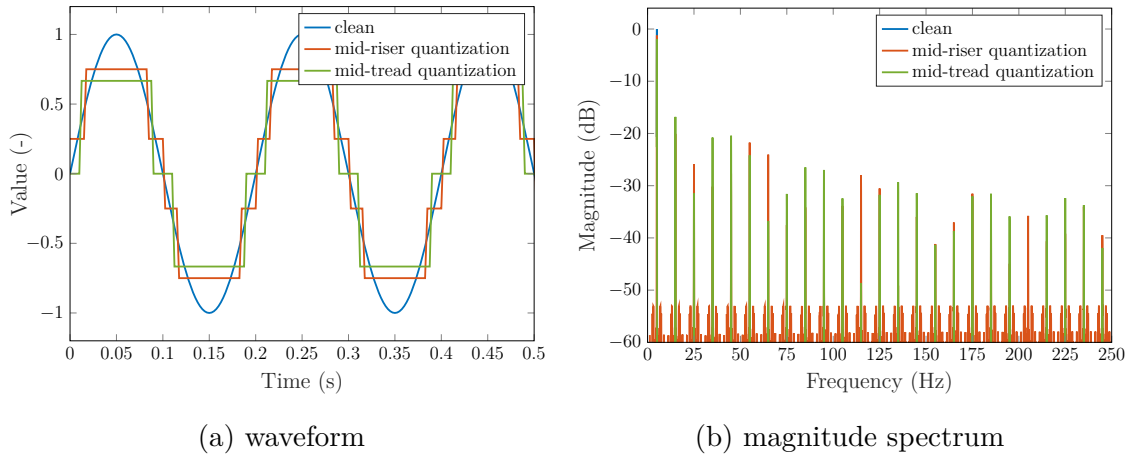 clean
mid-riser quantization
mid-tread quantization
1
0.5
0
−0.5
−1
Value (-)
0 0.05 0.1 0.15 0.2 0.25 0.3 0.35 0.4 0.45 0.5
Time (s)
(a) waveform
clean
mid-riser quantization
mid-tread quantization
0
−10
−20
−30
−40
−50
−60
Magnitude (dB)
0 25 50 75 100 125 150 175 200 225 250
Frequency (Hz)
(b) magnitude spectrum